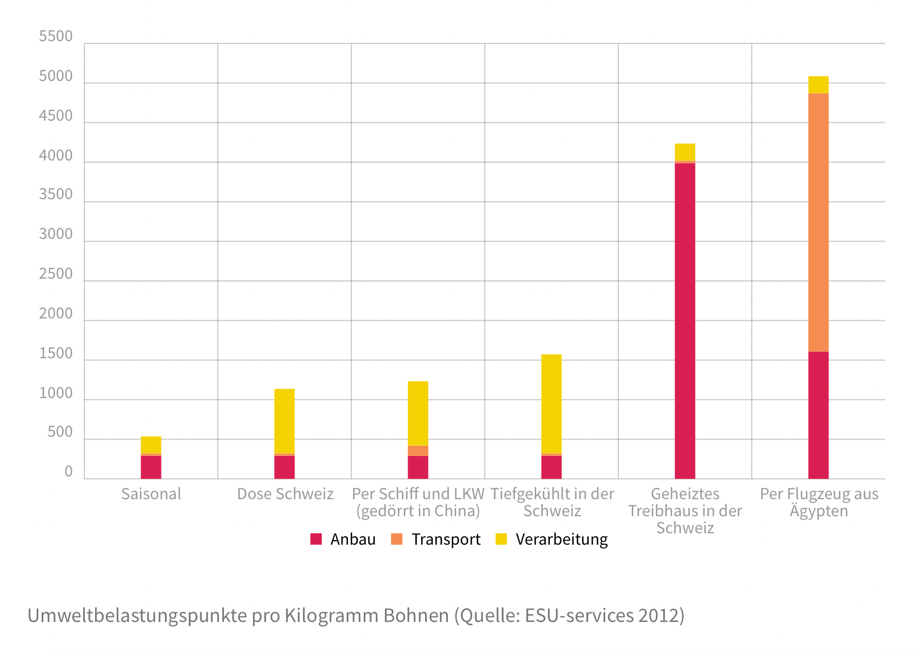 5500
5000
4500
4000
3500
3000
2500
2000
1500
1000
500
0
Saisonal
Dose Schweiz
Per Schiff und LKW
(gedörrt in China)
Tiefgekühlt in der
Schweiz
Geheiztes
Treibhaus in der
Schweiz
Per Flugzeug aus
Ägypten
Anbau Transport Verarbeitung
Umweltbelastungspunkte pro Kilogramm Bohnen (Quelle: ESU-services 2012)